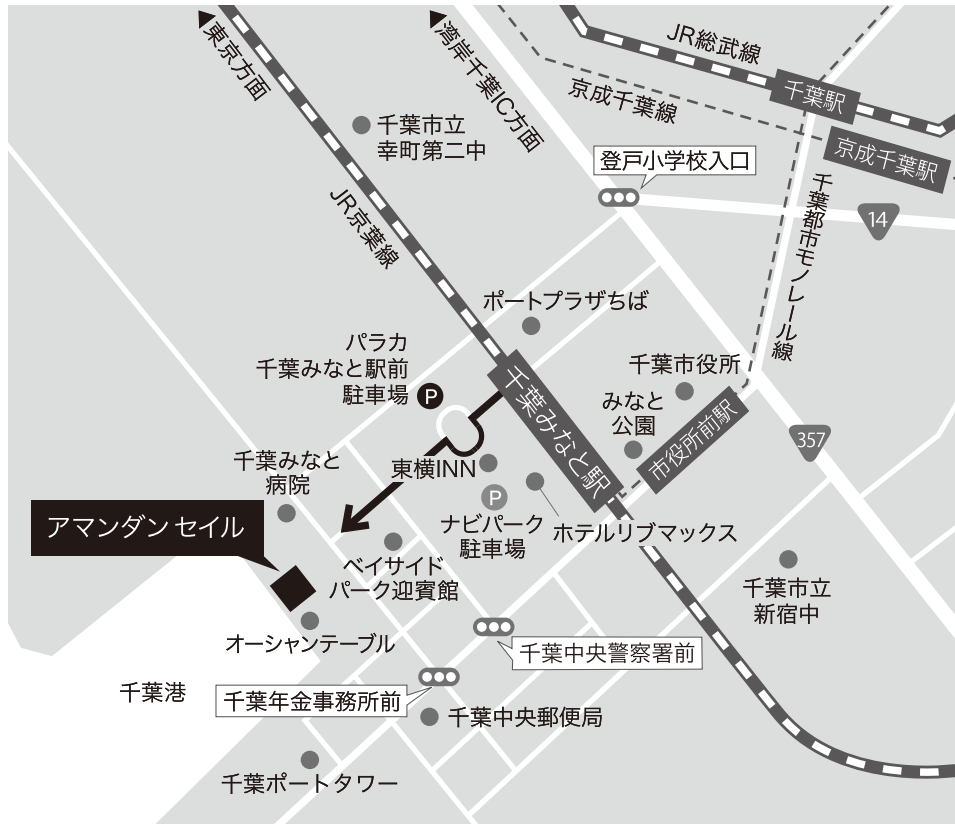 東京方面
湾岸千葉IC方面
JR総武線
京成千葉線
千葉駅
京成千葉駅
千葉市立
幸町第二中
登戸小学校入口
14
千葉都市モノレール線
JR京葉線
ポートプラザちば
パラカ
千葉みなと駅前
駐車場
P
千葉みなと駅
千葉市役所
みなと
公園
市役所前駅
357
東横INN
千葉みなと
病院
P
ナビパーク
駐車場
ホテルリブマックス
アマンダン セイル
ベイサイド
パーク迎賓館
千葉市立
新宿中
オーシャンテーブル
千葉中央警察署前
千葉港
千葉年金事務所前
千葉中央郵便局
千葉ポートタワー